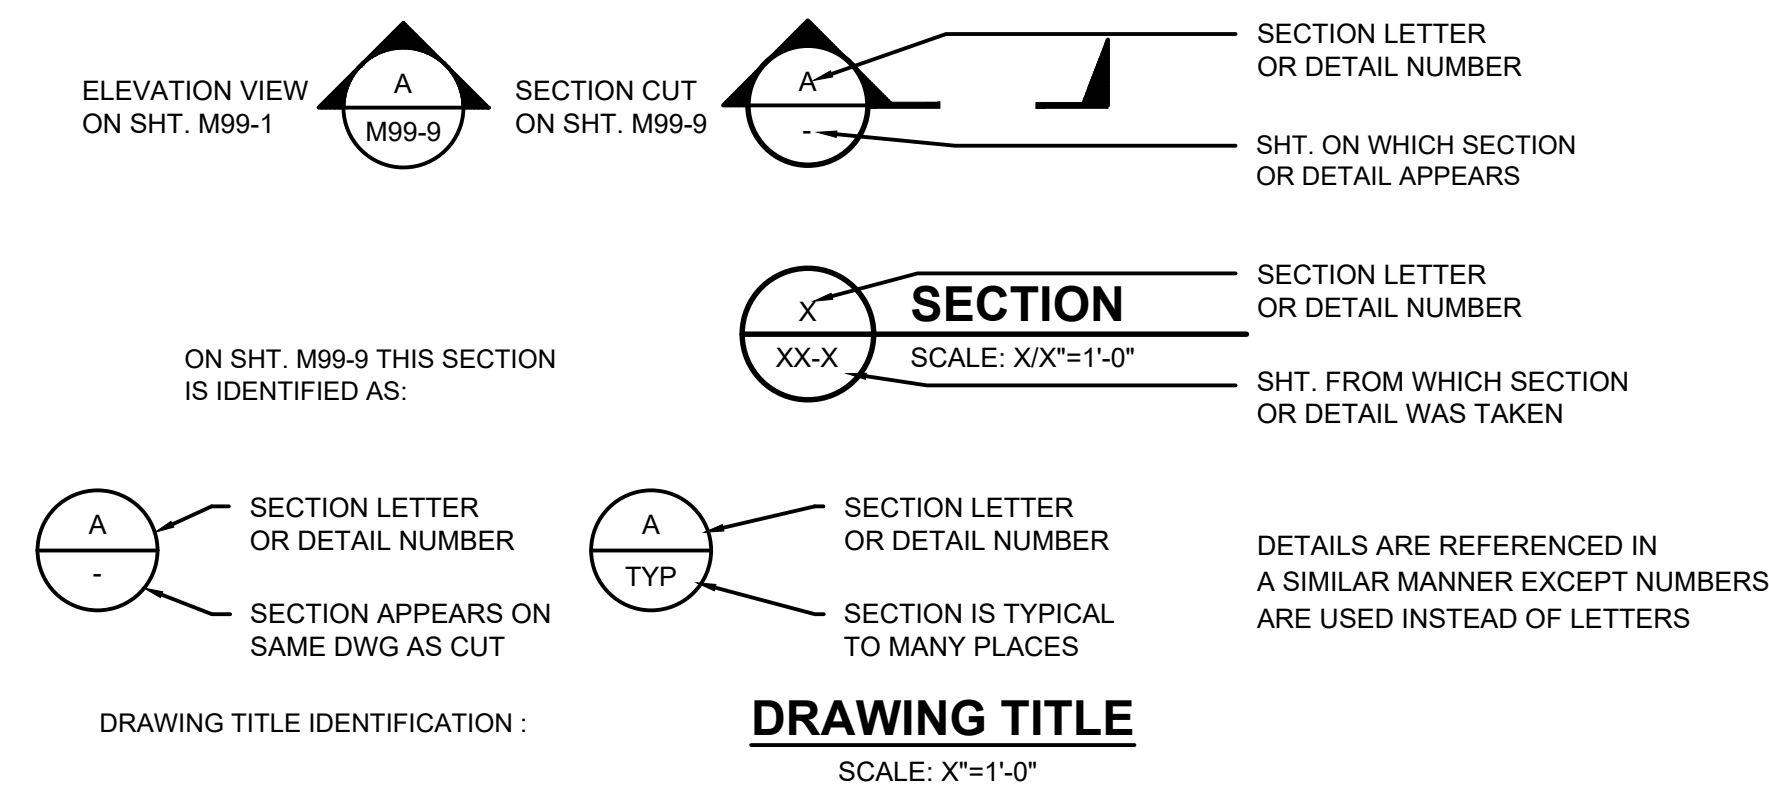 ELEVATION VIEW
ON SHT. M99-1
A
M99-9
SECTION CUT
ON SHT. M99-9
A
-
SECTION LETTER
OR DETAIL NUMBER
SHT. ON WHICH SECTION
OR DETAIL APPEARS
ON SHT. M99-9 THIS SECTION
IS IDENTIFIED AS:
X
XX-X
SECTION
SCALE: X/X"=1'-0"
SECTION LETTER
OR DETAIL NUMBER
SHT. FROM WHICH SECTION
OR DETAIL WAS TAKEN
A
-
SECTION LETTER
OR DETAIL NUMBER
SECTION APPEARS ON
SAME DWG AS CUT
A
TYP
SECTION LETTER
OR DETAIL NUMBER
SECTION IS TYPICAL
TO MANY PLACES
DETAILS ARE REFERENCED IN
A SIMILAR MANNER EXCEPT NUMBERS
ARE USED INSTEAD OF LETTERS
DRAWING TITLE IDENTIFICATION :
DRAWING TITLE
SCALE: X"=1'-0"